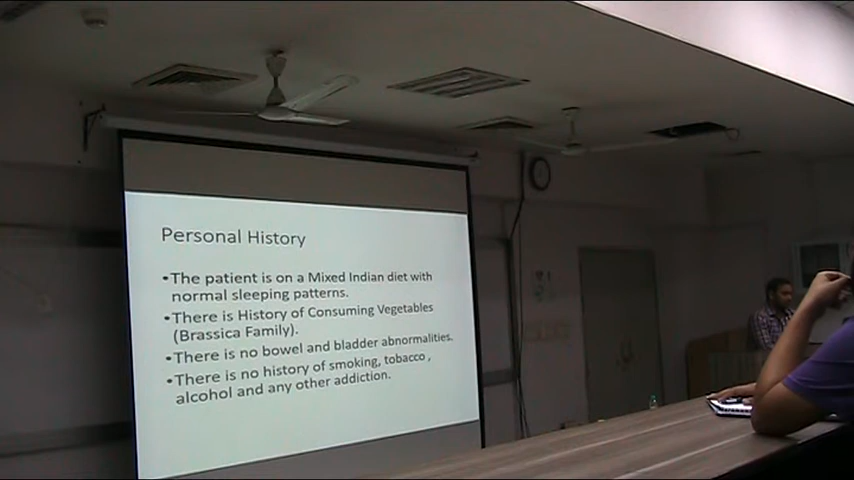 Personal History
•The patient is on a Mixed Indian diet with
normal sleeping patterns.
•There is History of Consuming Vegetables
(Brassica Family).
•There is no bowel and bladder abnormalities.
•There is no history of smoking, tobacco ,
alcohol and any other addiction.